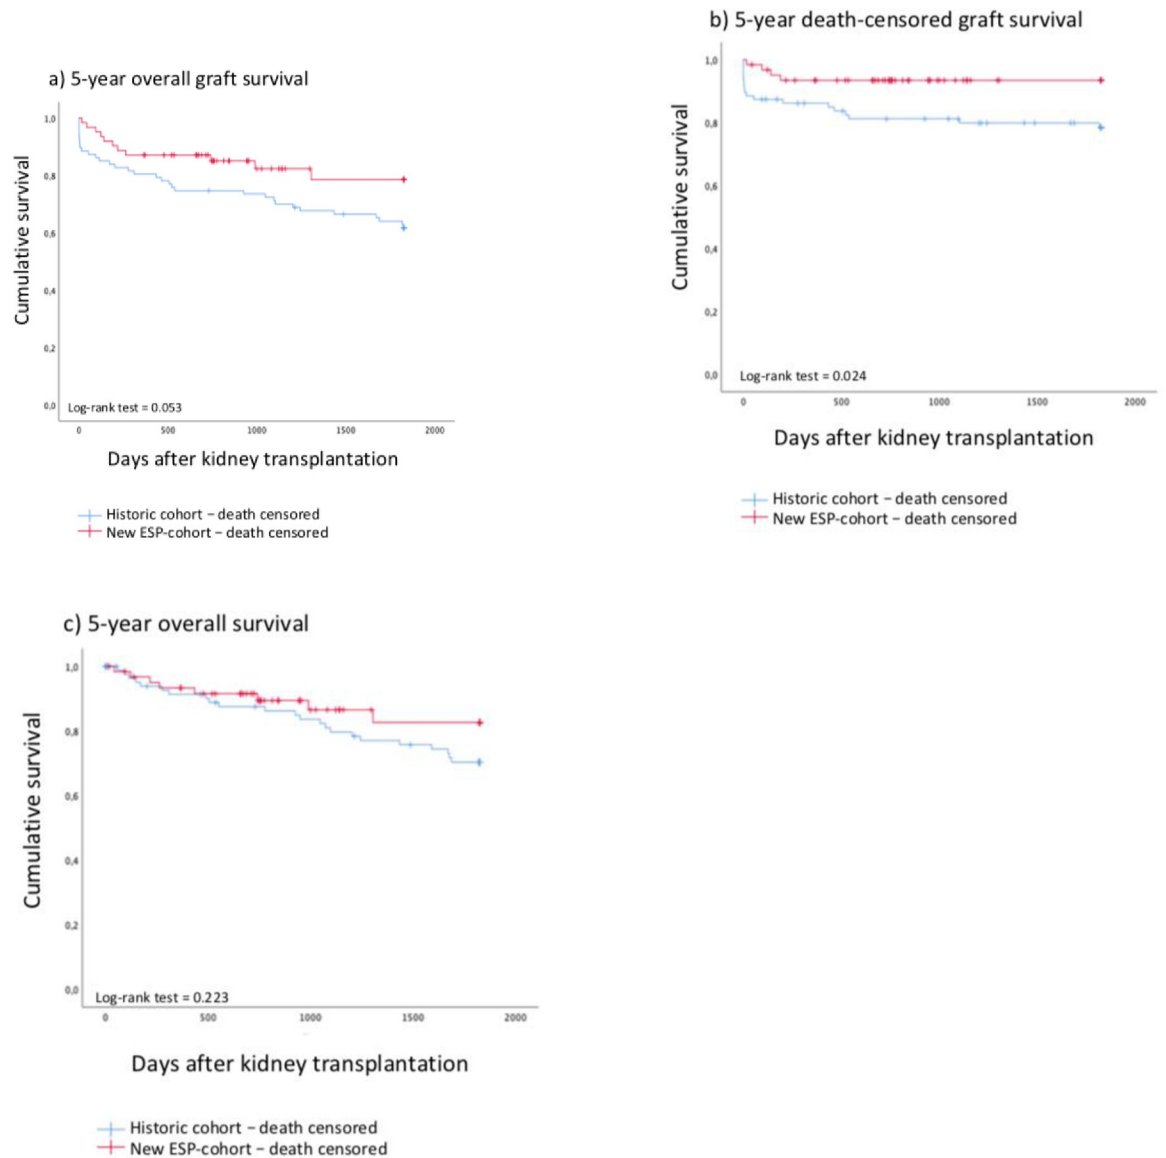 a) 5-year overall graft survival
Cumulative survival
1,0
0,8
0,6
0,4
0,2
0,0
Log-rank test = 0.053
0 500 1000 1500 2000
Days after kidney transplantation
Historic cohort – death censored
New ESP-cohort – death censored
b) 5-year death-censored graft survival
Cumulative survival
1,0
0,8
0,6
0,4
0,2
0,0
Log-rank test = 0.024
0 500 1000 1500 2000
Days after kidney transplantation
Historic cohort – death censored
New ESP-cohort – death censored
c) 5-year overall survival
Cumulative survival
1,0
0,8
0,6
0,4
0,2
0,0
Log-rank test = 0.223
0 500 1000 1500 2000
Days after kidney transplantation
Historic cohort – death censored
New ESP-cohort – death censored